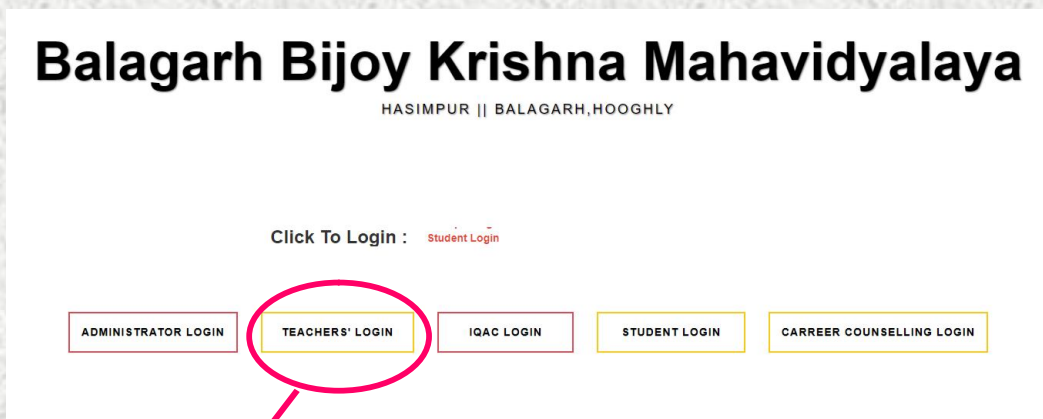 Balagarh Bijoy Krishna Mahavidyalaya
HASIMPUR || BALAGARH,HOOGHLY
Click To Login : Student Login
ADMINISTRATOR LOGIN TEACHERS' LOGIN IQAC LOGIN STUDENT LOGIN CARREER COUNSELLING LOGIN